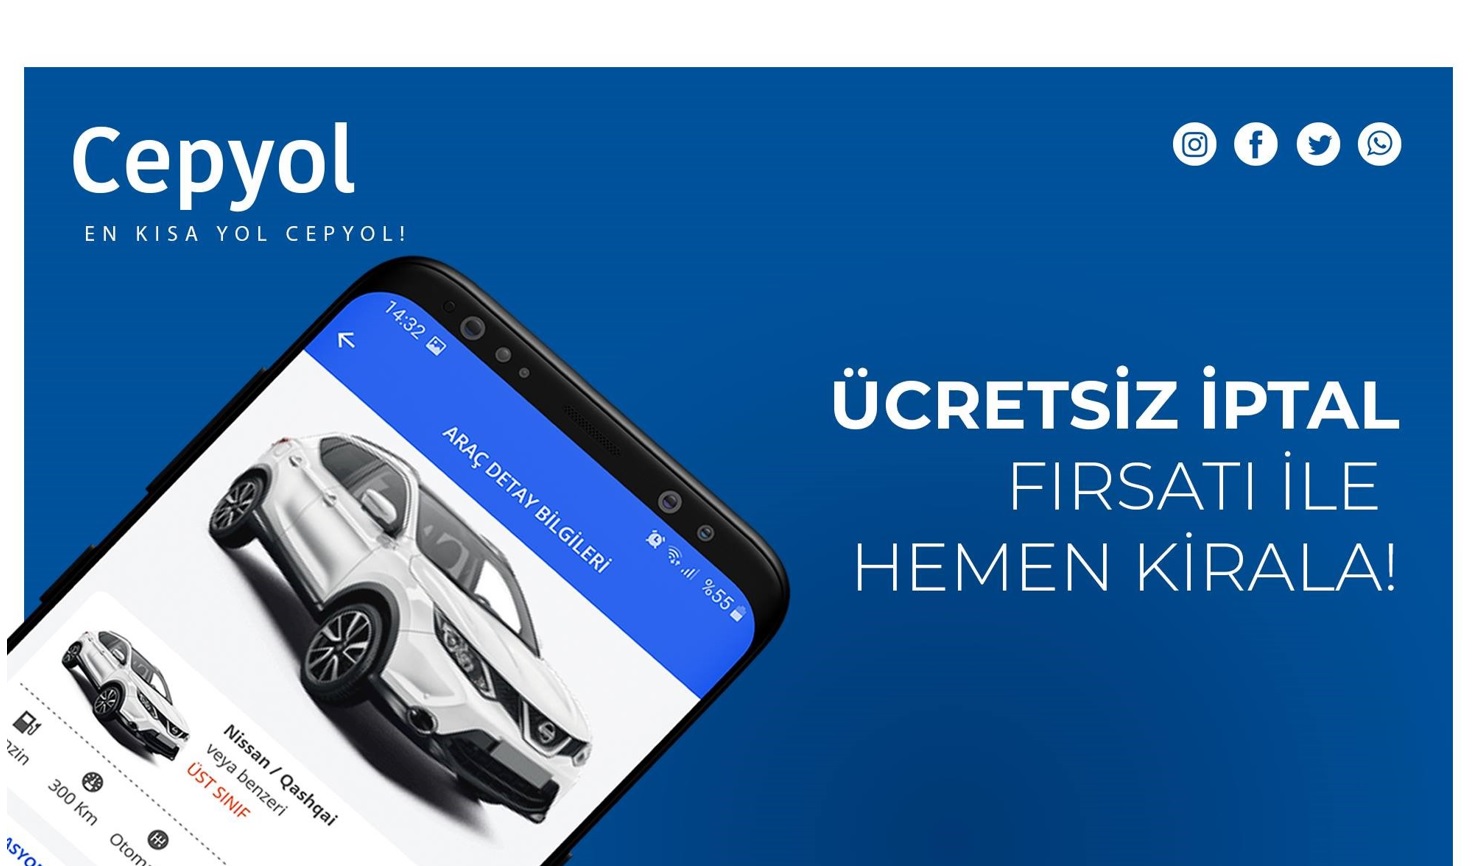 Cepyol
EN KISA YOL CEPYOL!
14:32
%55
ARAÇ DETAY BİLGİLERİ
Nissan / Qashqai
veya benzeri
ÜST SINIF
300 Km
ÜCRETSİZ İPTAL
FIRSATI İLE
HEMEN KİRALA!